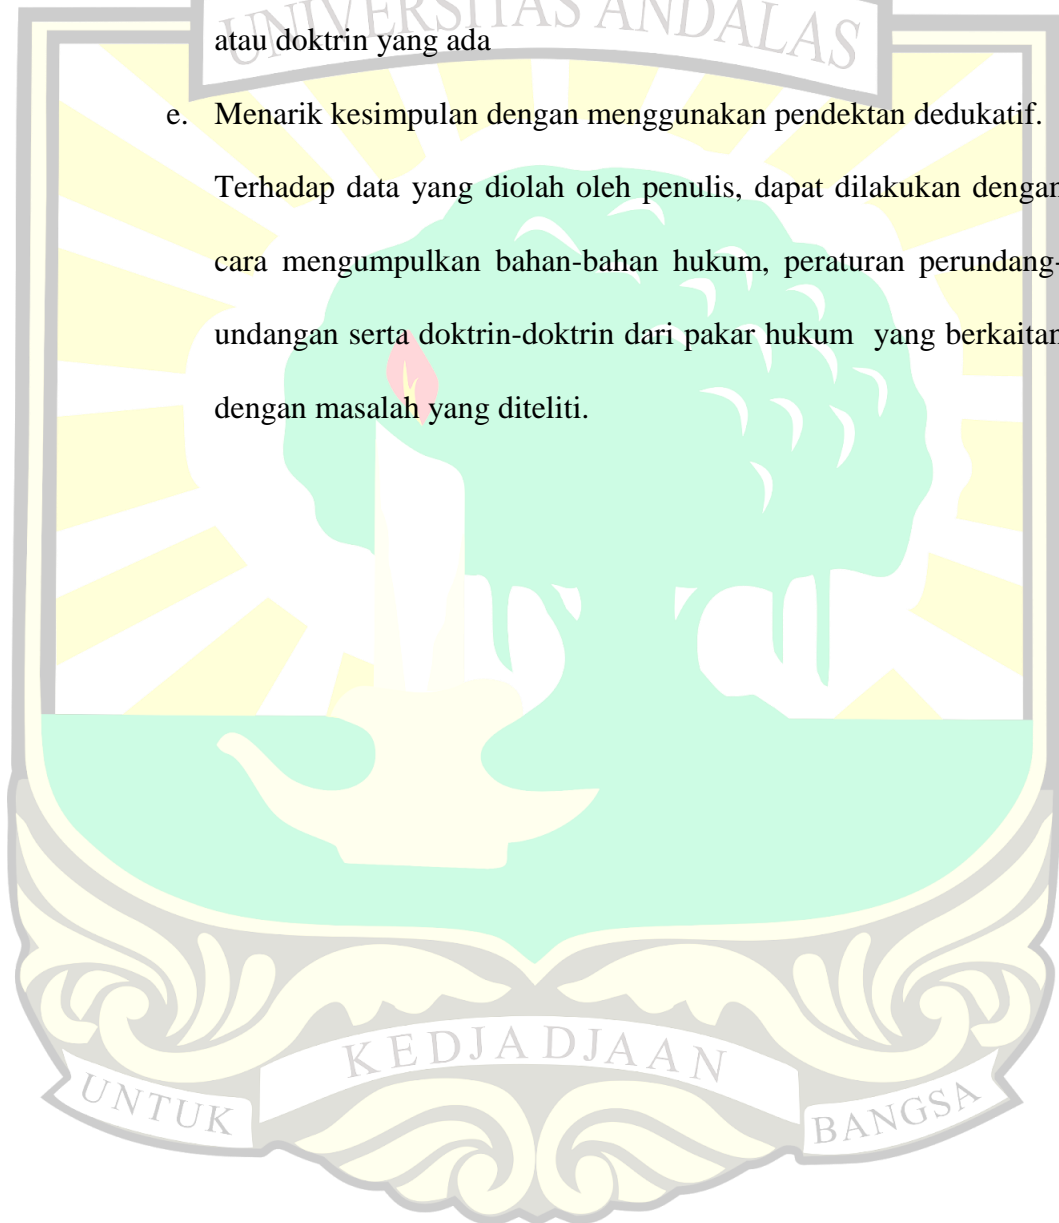 UNIVERSITAS ANDALAS
atau doktrin yang ada
e. Menarik kesimpulan dengan menggunakan pendektan dedukatif.
Terhadap data yang diolah oleh penulis, dapat dilakukan dengan
cara mengumpulkan bahan-bahan hukum, peraturan perundang-
undangan serta doktrin-doktrin dari pakar hukum yang berkaitan
dengan masalah yang diteliti.
KEDJADJAAN
UNTUK
BANGSA